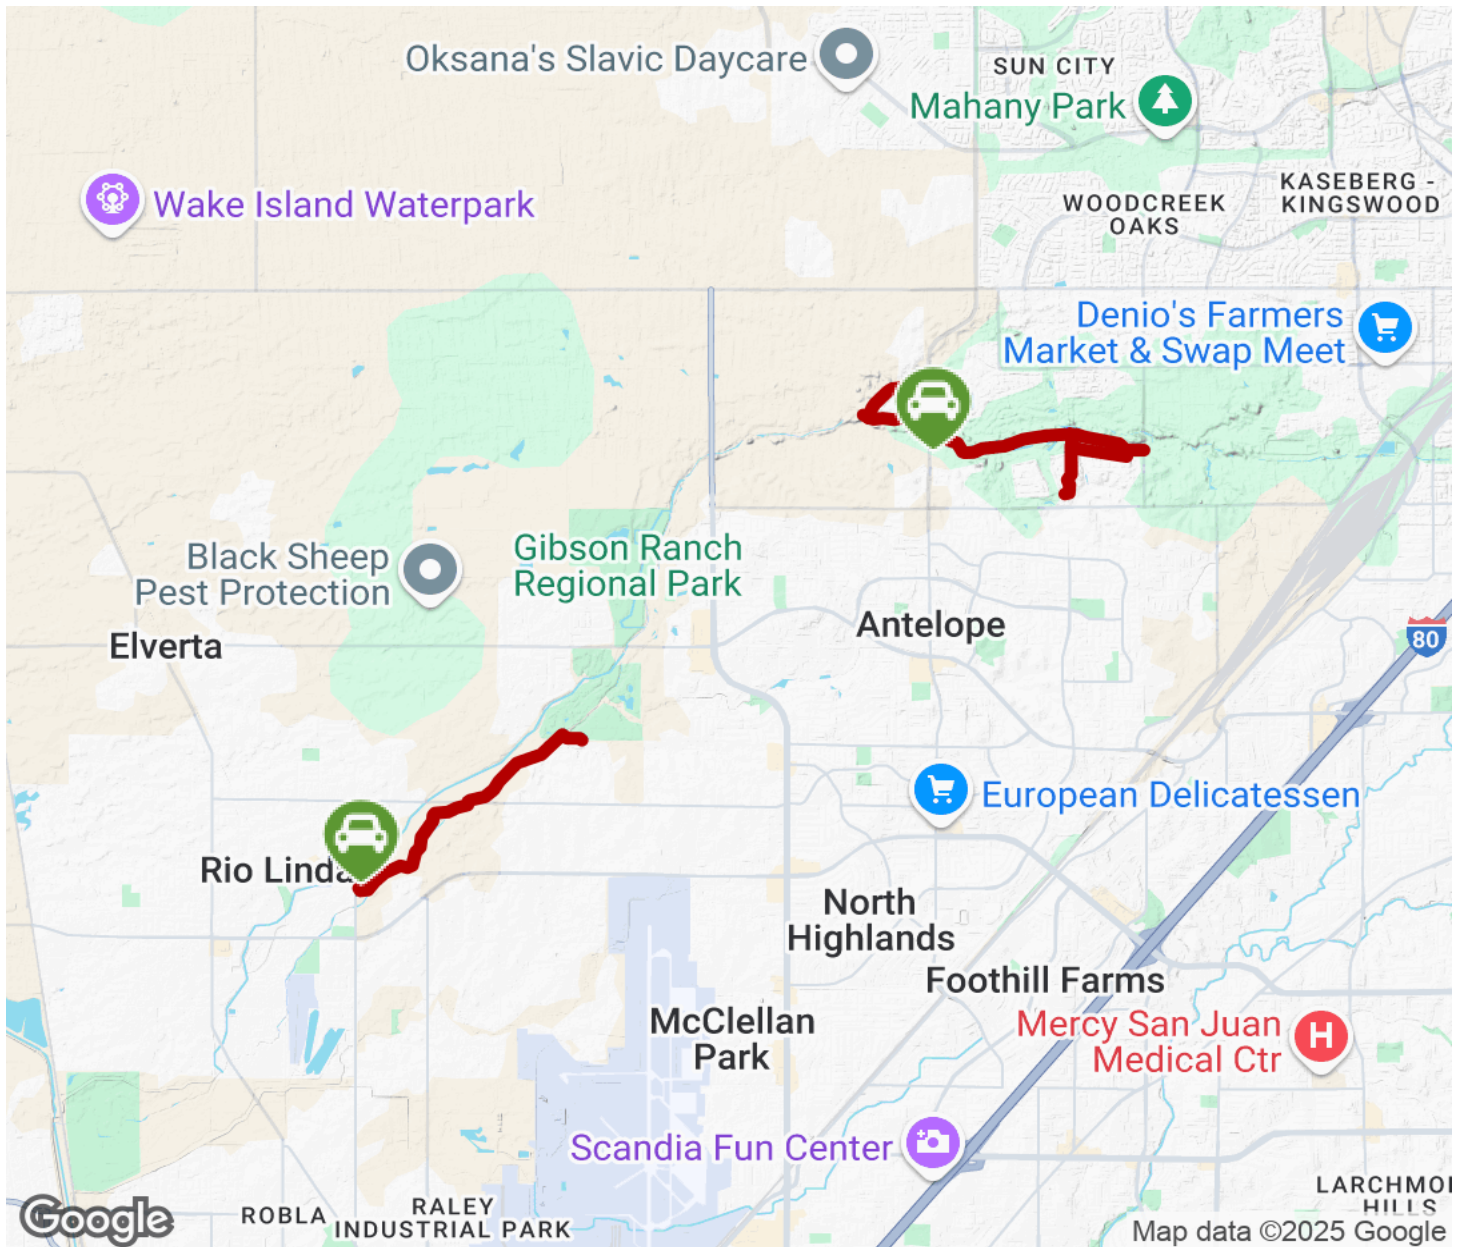 Oksana's Slavic Daycare
SUN CITY
Mahany Park
KASEBERG -
KINGSWOOD
WOODCREEK
OAKS
Wake Island Waterpark
Denio's Farmers
Market & Swap Meet
Black Sheep
Pest Protection
Gibson Ranch
Regional Park
Elverta
Antelope
80
European Delicatessen
Rio Linda
North
Highlands
Foothill Farms
McClellan
Park
Mercy San Juan
Medical Ctr
H
Scandia Fun Center
LARCHMO
HILLS
ROBLA
RALEY
INDUSTRIAL PARK
Google
Map data ©2025 Google